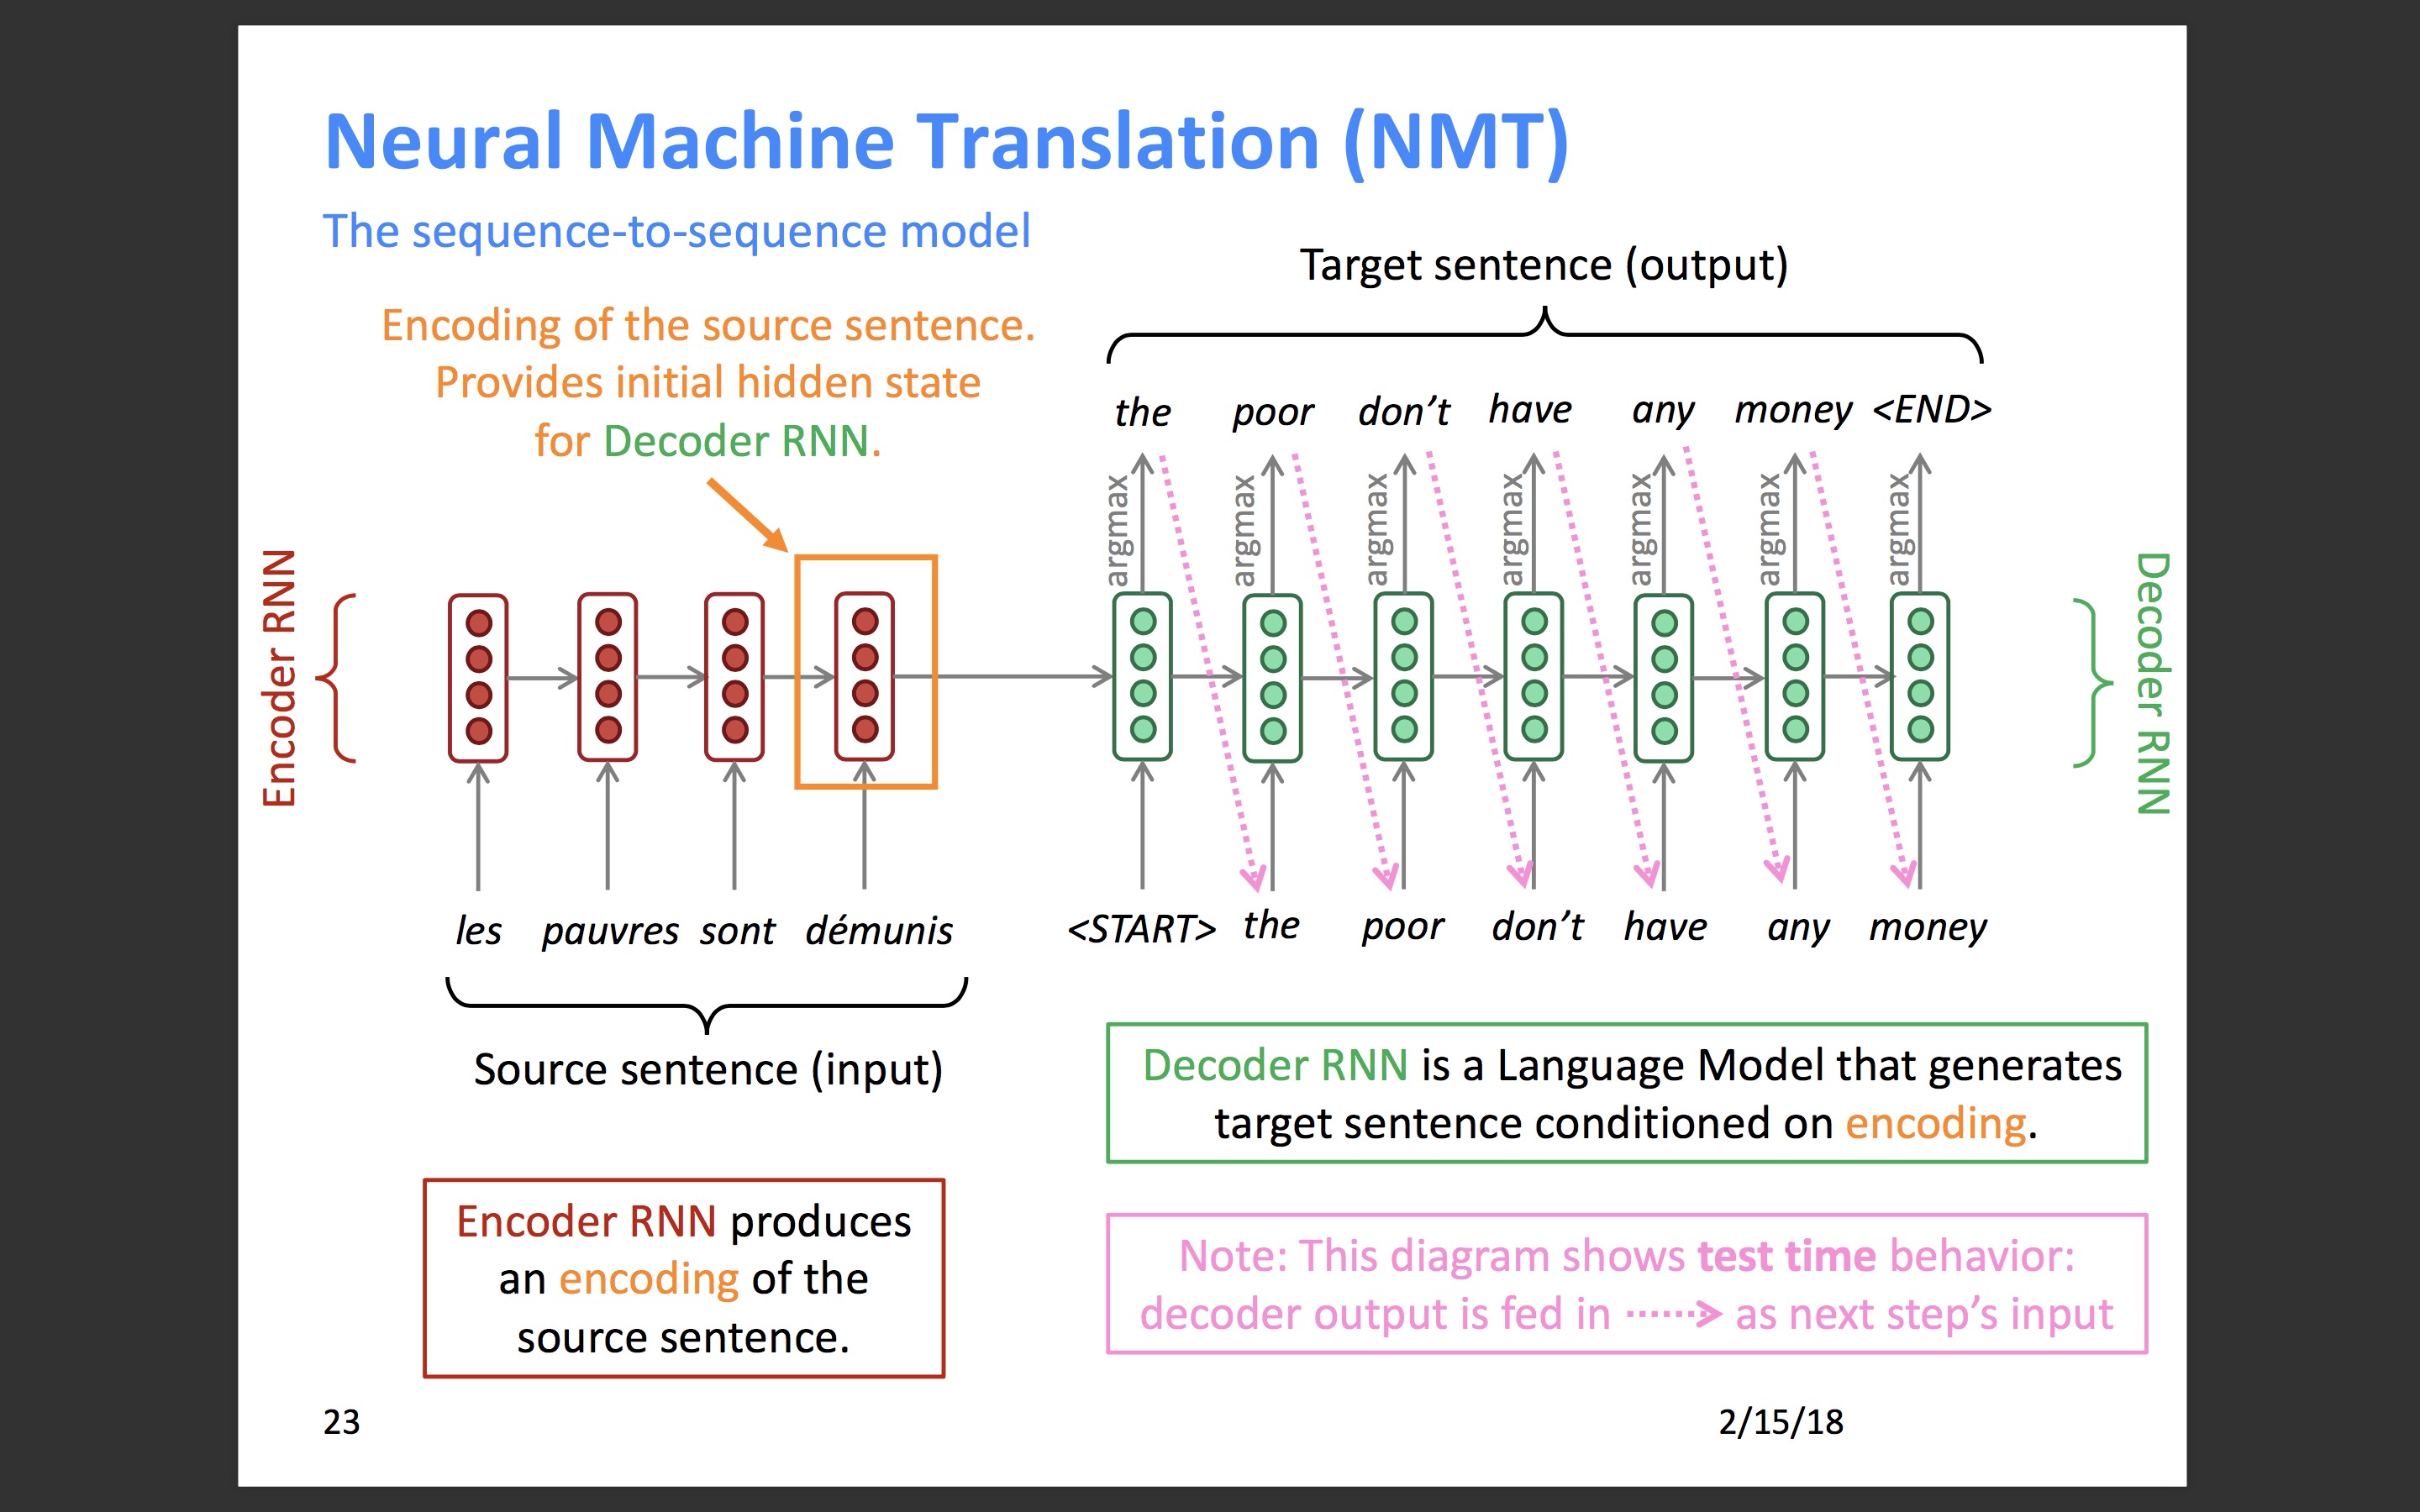 Neural Machine Translation (NMT)
The sequence-to-sequence model
Encoding of the source sentence.
Provides initial hidden state
for Decoder RNN.
Target sentence (output)
the poor don’t have any money <END>
argmax argmax argmax argmax argmax argmax argmax
Encoder RNN
Decoder RNN
les pauvres sont démunis
<START> the poor don’t have any money
Source sentence (input)
Encoder RNN produces
an encoding of the
source sentence.
Decoder RNN is a Language Model that generates
target sentence conditioned on encoding.
Note: This diagram shows test time behavior:
decoder output is fed in as next step’s input
23
2/15/18